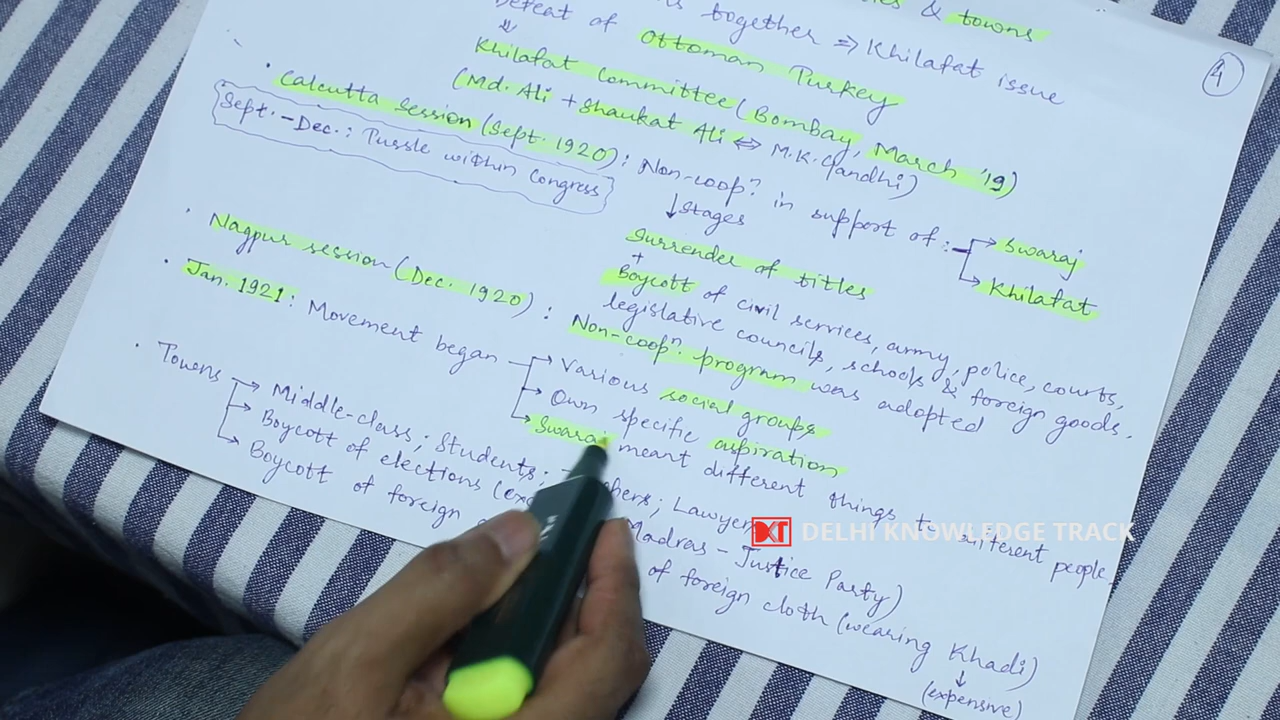 & towns
together ⇒ Khilafat issue
Defeat of Ottoman Turkey
Khilafat Committee (Bombay, March '19)
(Md. Ali + Shaukat Ali ⇔ M.K. Gandhi)
• Calcutta Session (Sept. 1920) : Non-coopⁿ. in support of :- → Swaraj
→ Khilafat
Sept. - Dec. : Tussle within Congress
↓ Stages
Surrender of titles
+
Boycott of civil services, army, police, courts,
legislative councils, schools & foreign goods.
• Nagpur session (Dec. 1920) : Non-coopⁿ. program was adopted
• Jan. 1921 : Movement began → Various social groups
→ Own specific aspiration
→ Swaraj meant different things to different people.
• Towns → Middle-class ; Students ; Lawyer
→ Boycott of elections Madras - Justice Party)
→ Boycott of foreign of foreign cloth (wearing Khadi)
↓
(expensive)
4
DKT DELHI KNOWLEDGE TRACK